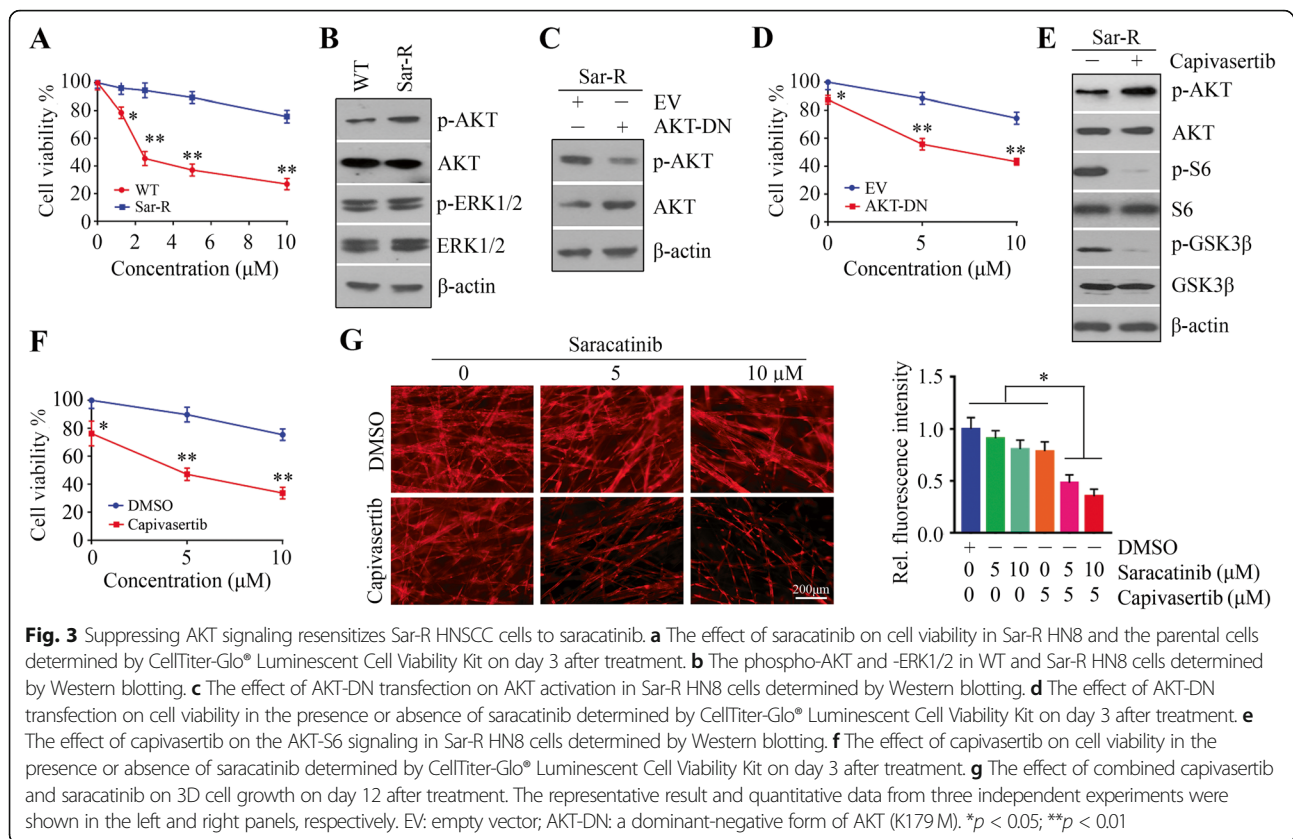 A
Cell viability %
100
80
60
40
20
0
* ** ** **
WT
Sar-R
0 2 4 6 8 10
Concentration (μM)
B
WT Sar-R
p-AKT
AKT
p-ERK1/2
ERK1/2
β-actin
C
Sar-R
+ − EV
− + AKT-DN
p-AKT
AKT
β-actin
D
Cell viability %
100
80
60
40
20
0
* ** **
EV
AKT-DN
0 5 10
Concentration (μM)
E
Sar-R
− + Capivasertib
p-AKT
AKT
p-S6
S6
p-GSK3β
GSK3β
β-actin
F
Cell viability %
100
80
60
40
20
0
* ** **
DMSO
Capivasertib
0 5 10
Concentration (μM)
G
Saracatinib
0 5 10 μM
DMSO
Capivasertib
200μm
Rel. fluorescence intensity
1.5
1.0
0.5
0.0
*
+ − − − − − DMSO
0 5 10 0 5 10 Saracatinib (μM)
0 0 0 5 5 5 Capivasertib (μM)
Fig. 3 Suppressing AKT signaling resensitizes Sar-R HNSCC cells to saracatinib. a The effect of saracatinib on cell viability in Sar-R HN8 and the parental cells
determined by CellTiter-Glo® Luminescent Cell Viability Kit on day 3 after treatment. b The phospho-AKT and -ERK1/2 in WT and Sar-R HN8 cells determined
by Western blotting. c The effect of AKT-DN transfection on AKT activation in Sar-R HN8 cells determined by Western blotting. d The effect of AKT-DN
transfection on cell viability in the presence or absence of saracatinib determined by CellTiter-Glo® Luminescent Cell Viability Kit on day 3 after treatment. e
The effect of capivasertib on the AKT-S6 signaling in Sar-R HN8 cells determined by Western blotting. f The effect of capivasertib on cell viability in the
presence or absence of saracatinib determined by CellTiter-Glo® Luminescent Cell Viability Kit on day 3 after treatment. g The effect of combined capivasertib
and saracatinib on 3D cell growth on day 12 after treatment. The representative result and quantitative data from three independent experiments were
shown in the left and right panels, respectively. EV: empty vector; AKT-DN: a dominant-negative form of AKT (K179 M). *p < 0.05; **p < 0.01